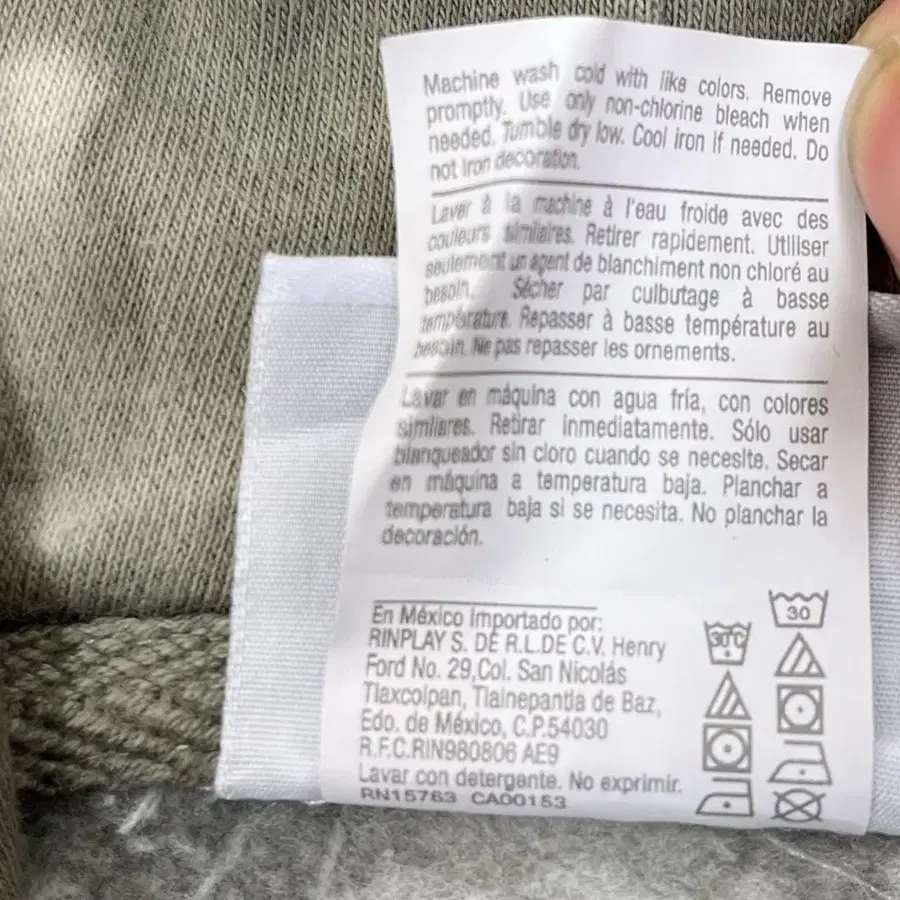 Machine wash cold with like colors. Remove
promptly. Use only non-chlorine bleach when
needed. Tumble dry low. Cool iron if needed. Do
not iron decoration.
Laver à la machine à l'eau froide avec des
couleurs similaires. Retirer rapidement. Utiliser
seulement un agent de blanchiment non chloré au
besoin. Sécher par culbutage à basse
température. Repasser à basse température au
besoin. Ne pas repasser les ornements.
Lavar en máquina con agua fría, con colores
similares. Retirar inmediatamente. Sólo usar
blanqueador sin cloro cuando se necesite. Secar
en máquina a temperatura baja. Planchar a
temperatura baja si se necesita. No planchar la
decoración.
En México Importado por:
RINPLAY S. DE R.L.DE C.V. Henry
Ford No. 29,Col. San Nicolás
Tlaxcolpan, Tlalnepantla de Baz,
Edo. de México, C.P.54030
R.F.C.RIN980806 AE9
Lavar con detergente. No exprimir.
RN15763 CA00153
30°C
30